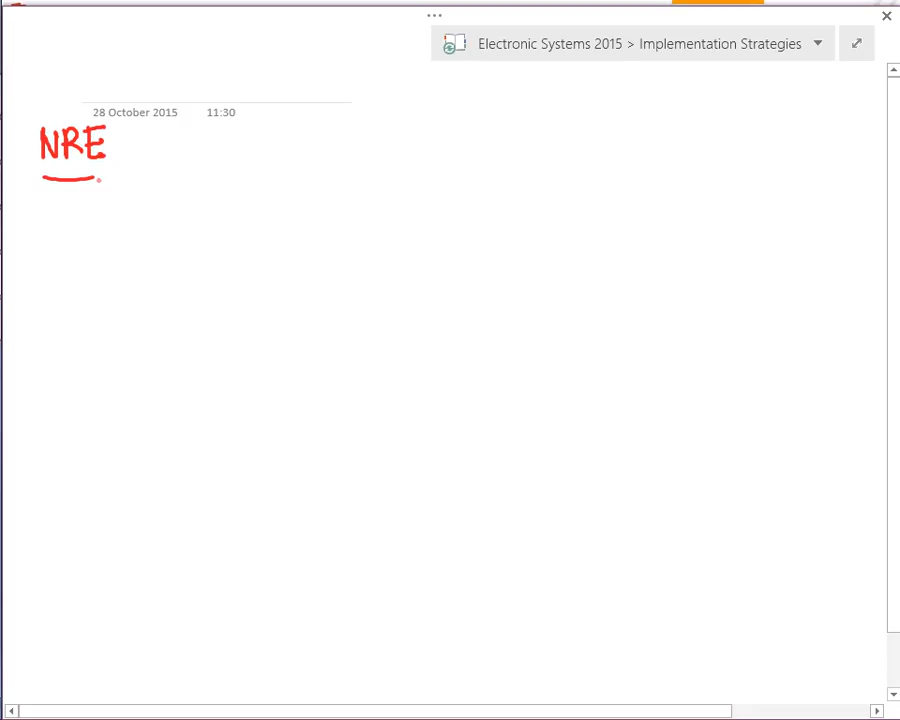 Electronic Systems 2015 > Implementation Strategies
28 October 2015 11:30
NRE